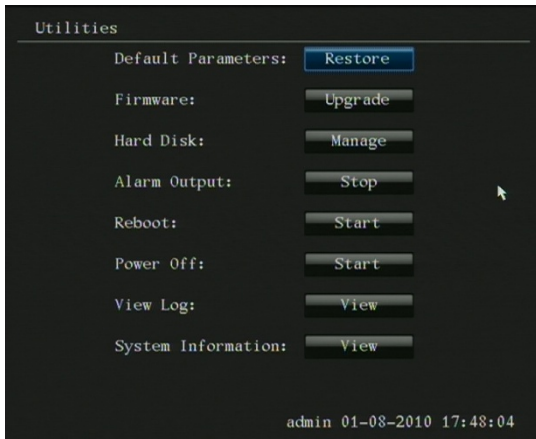 Utilities
Default Parameters: Restore
Firmware: Upgrade
Hard Disk: Manage
Alarm Output: Stop
Reboot: Start
Power Off: Start
View Log: View
System Information: View
admin 01-08-2010 17:48:04